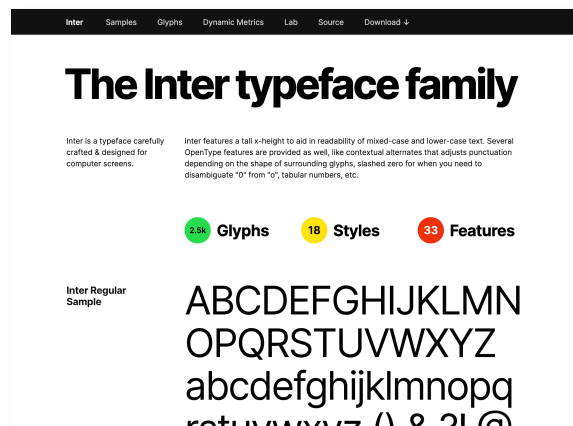 Inter Samples Glyphs Dynamic Metrics Lab Source Download ↓
The Inter typeface family
Inter is a typeface carefully
crafted & designed for
computer screens.
Inter features a tall x-height to aid in readability of mixed-case and lower-case text. Several
OpenType features are provided as well, like contextual alternates that adjusts punctuation
depending on the shape of surrounding glyphs, slashed zero for when you need to
disambiguate "0" from "o", tabular numbers, etc.
2.5k Glyphs 18 Styles 33 Features
Inter Regular
Sample
ABCDEFGHIJKLMN
OPQRSTUVWXYZ
abcdefghijklmnopq
rstuvwxyz () & ?! @